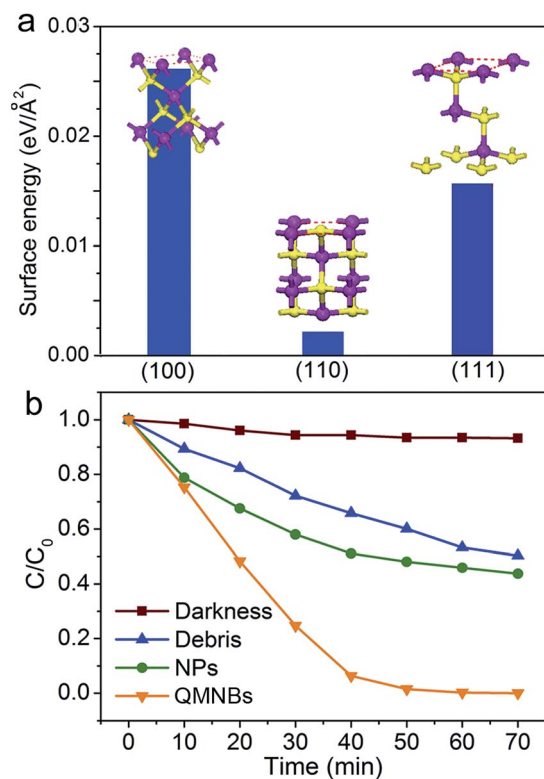 a
0.03
0.02
0.01
0.00
Surface energy (eV/Å²)
(100) (110) (111)
b
1.0
0.8
0.6
0.4
0.2
0.0
C/C₀
Darkness
Debris
NPs
QMNBs
0 10 20 30 40 50 60 70
Time (min)